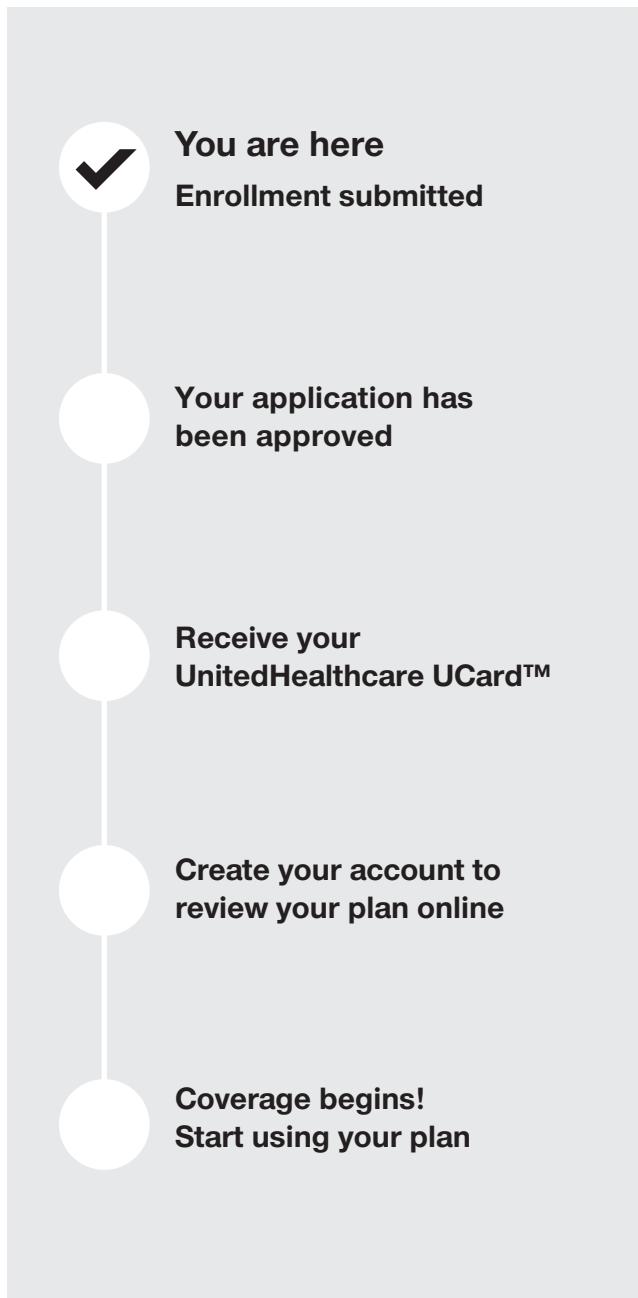 You are here
Enrollment submitted
Your application has
been approved
Receive your
UnitedHealthcare UCard™
Create your account to
review your plan online
Coverage begins!
Start using your plan